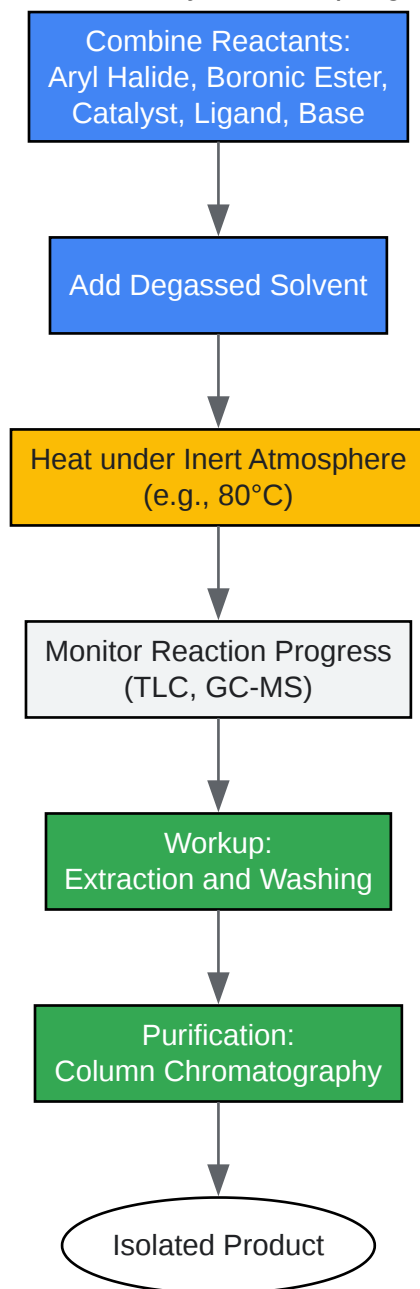 Combine Reactants:
Aryl Halide, Boronic Ester,
Catalyst, Ligand, Base
Add Degassed Solvent
Heat under Inert Atmosphere
(e.g., 80°C)
Monitor Reaction Progress
(TLC, GC-MS)
Workup:
Extraction and Washing
Purification:
Column Chromatography
Isolated Product